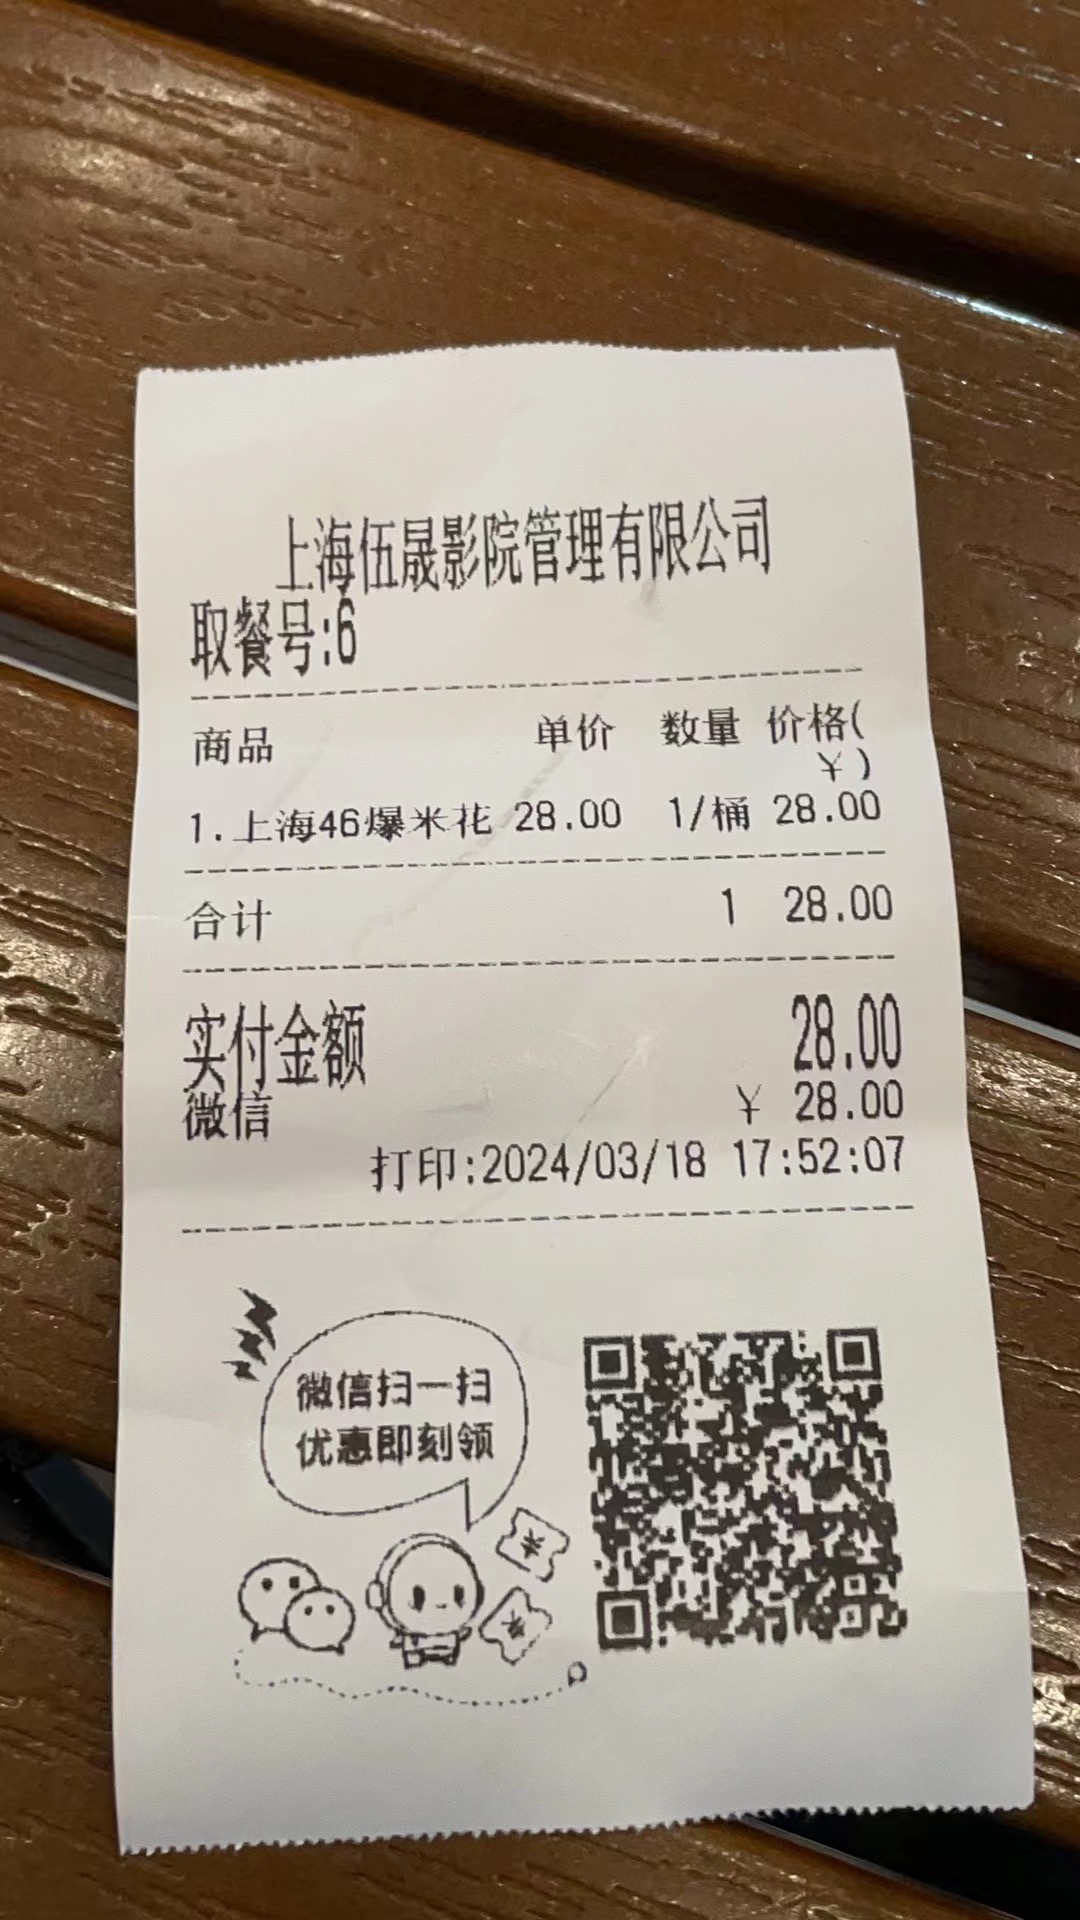 上海伍晟影院管理有限公司
取餐号:6
商品 单价 数量 价格(
¥)
1.上海46爆米花 28.00 1/桶 28.00
合计 1 28.00
实付金额 28.00
微信 ¥ 28.00
打印:2024/03/18 17:52:07
微信扫一扫
优惠即刻领